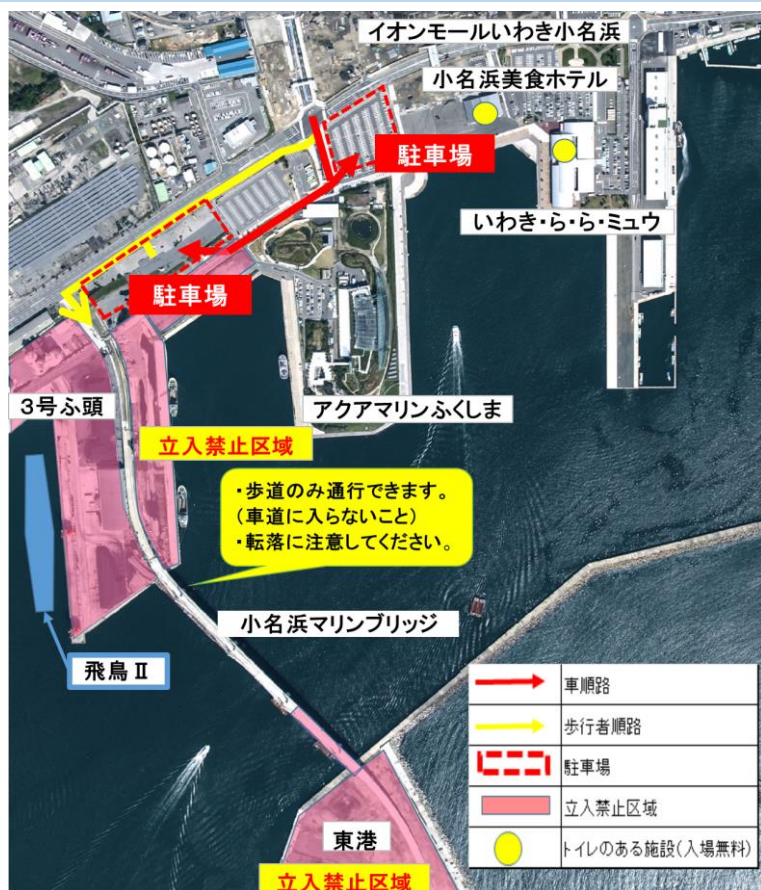 イオンモールいわき小名浜
小名浜美食ホテル
駐車場
いわき・ら・ら・ミュウ
駐車場
3号ふ頭
アクアマリンふくしま
立入禁止区域
・歩道のみ通行できます。
(車道に入らないこと)
・転落に注意してください。
小名浜マリンブリッジ
飛鳥Ⅱ
車順路
歩行者順路
駐車場
立入禁止区域
トイレのある施設(入場無料)
東港
立入禁止区域